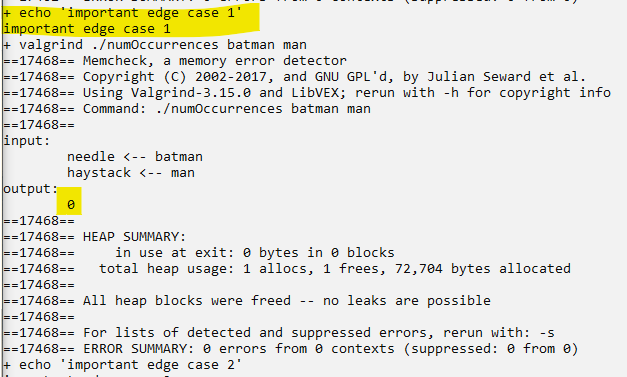 + echo 'important edge case 1'
important edge case 1
+ valgrind ./numOccurrences batman man
==17468== Memcheck, a memory error detector
==17468== Copyright (C) 2002-2017, and GNU GPL'd, by Julian Seward et al.
==17468== Using Valgrind-3.15.0 and LibVEX; rerun with -h for copyright info
==17468== Command: ./numOccurrences batman man
==17468==
input:
        needle <-- batman
        haystack <-- man
output:
        0
==17468==
==17468== HEAP SUMMARY:
==17468==     in use at exit: 0 bytes in 0 blocks
==17468==   total heap usage: 1 allocs, 1 frees, 72,704 bytes allocated
==17468==
==17468== All heap blocks were freed -- no leaks are possible
==17468==
==17468== For lists of detected and suppressed errors, rerun with: -s
==17468== ERROR SUMMARY: 0 errors from 0 contexts (suppressed: 0 from 0)
+ echo 'important edge case 2'